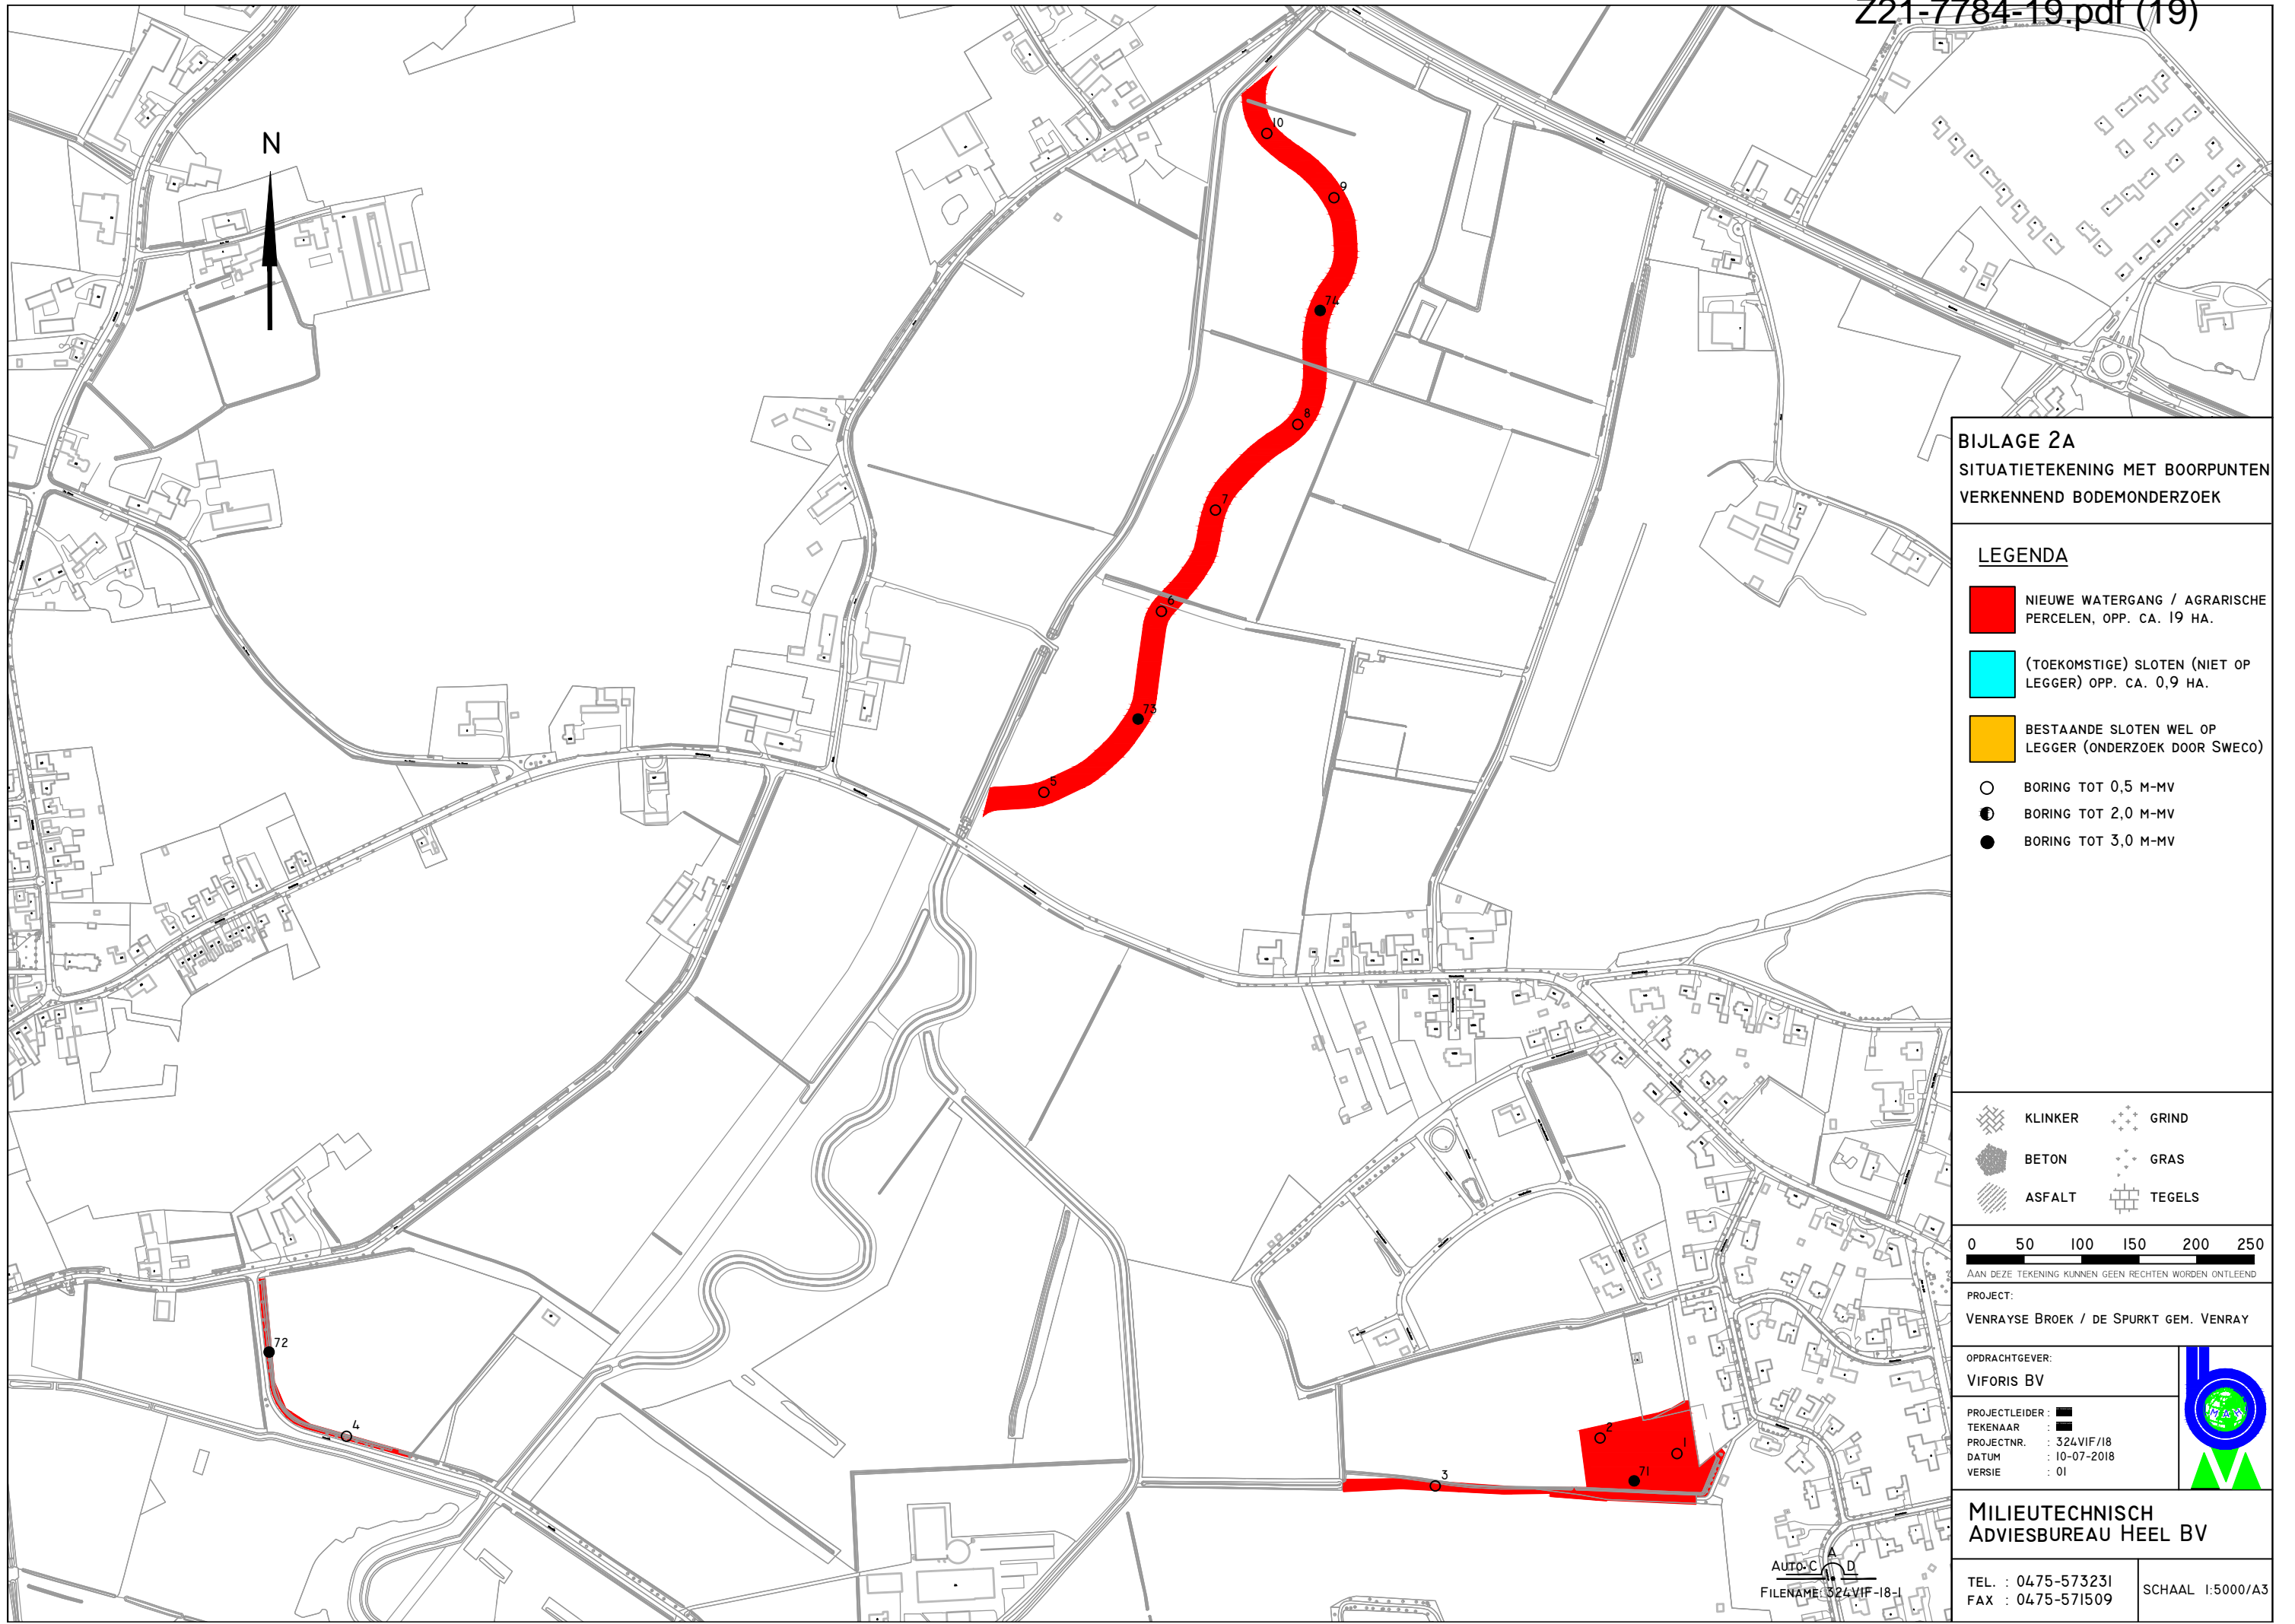 Z21-7784-19.pdf (19)
N
10
9
74
8
7
6
73
5
72
4
3
2
1
71
BIJLAGE 2A
SITUATIETEKENING MET BOORPUNTEN
VERKENNEND BODEMONDERZOEK
LEGENDA
NIEUWE WATERGANG / AGRARISCHE
PERCELEN, OPP. CA. 19 HA.
(TOEKOMSTIGE) SLOTEN (NIET OP
LEGGER) OPP. CA. 0,9 HA.
BESTAANDE SLOTEN WEL OP
LEGGER (ONDERZOEK DOOR SWECO)
BORING TOT 0,5 M-MV
BORING TOT 2,0 M-MV
BORING TOT 3,0 M-MV
KLINKER GRIND
BETON GRAS
ASFALT TEGELS
0 50 100 150 200 250
AAN DEZE TEKENING KUNNEN GEEN RECHTEN WORDEN ONTLEEND
PROJECT:
VENRAYSE BROEK / DE SPURKT GEM. VENRAY
OPDRACHTGEVER:
VIFORIS BV
PROJECTLEIDER :
TEKENAAR :
PROJECTNR. : 324VIF/18
DATUM : 10-07-2018
VERSIE : 01
MAH
MILIEUTECHNISCH
ADVIESBUREAU HEEL BV
TEL. : 0475-573231
FAX : 0475-571509
SCHAAL 1:5000/A3
AUTO-C A D
FILENAME: 324VIF-18-1